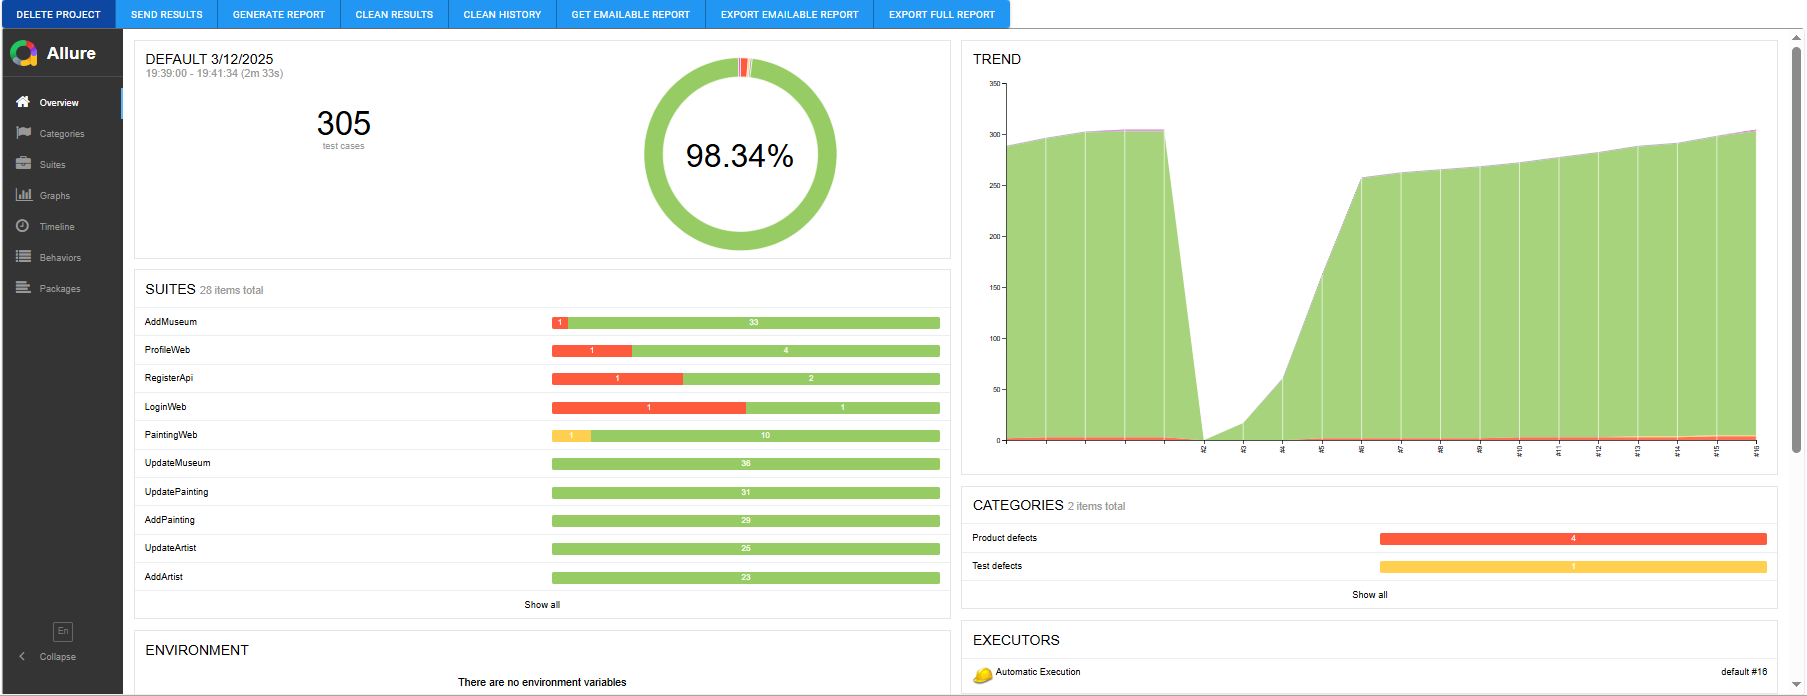 DELETE PROJECT SEND RESULTS GENERATE REPORT CLEAN RESULTS CLEAN HISTORY GET EMAILABLE REPORT EXPORT EMAILABLE REPORT EXPORT FULL REPORT
Allure
Overview
Categories
Suites
Graphs
Timeline
Behaviors
Packages
En
Collapse
DEFAULT 3/12/2025
19:39:00 - 19:41:34 (2m 33s)
305
test cases
98.34%
SUITES 28 items total
AddMuseum 1 33
ProfileWeb 1 4
RegisterApi 1 2
LoginWeb 1 1
PaintingWeb 1 10
UpdateMuseum 36
UpdatePainting 31
AddPainting 29
UpdateArtist 25
AddArtist 23
Show all
ENVIRONMENT
There are no environment variables
TREND
350
300
250
200
150
100
50
0
#2 #3 #4 #5 #6 #7 #8 #9 #10 #11 #12 #13 #14 #15 #16
CATEGORIES 2 items total
Product defects 4
Test defects 1
Show all
EXECUTORS
Automatic Execution default #16